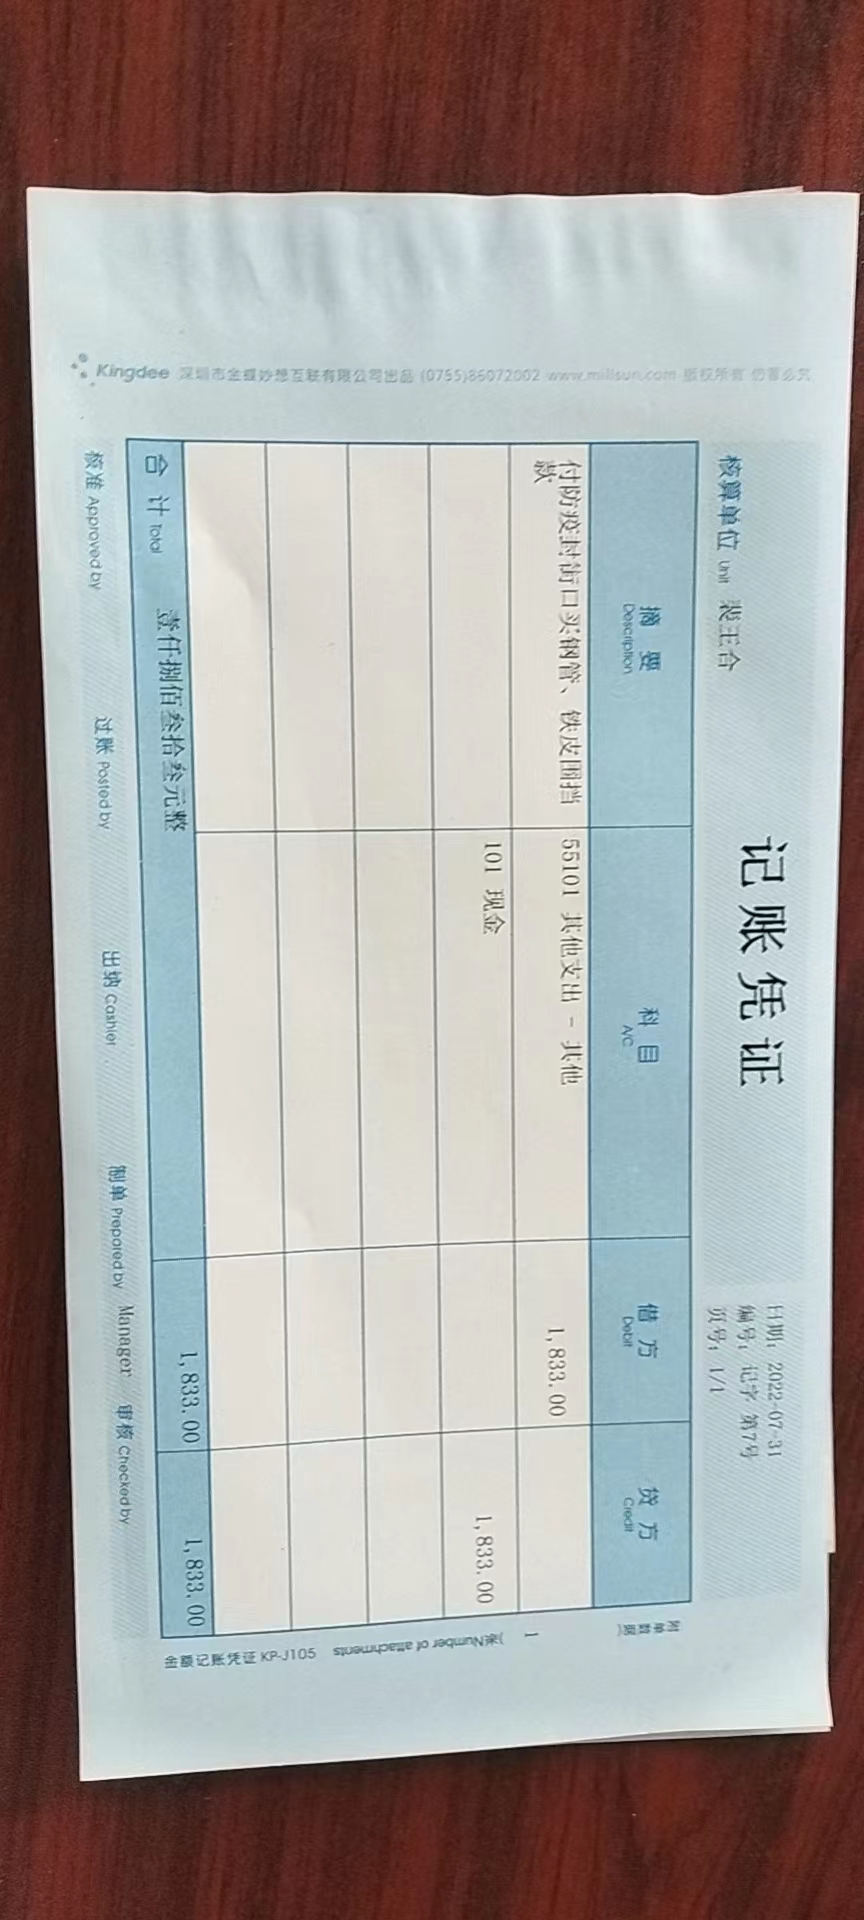 记账凭证
日期：2022-07-31
编号：记字 第7号
核算单位 Unit 裴王合
页号：1/1
摘要 科目 借方 贷方
Description A/C Debit Credit
付防疫封街口买钢管、铁皮围挡 55101 其他支出 - 其他 1,833.00
款
101 现金 1,833.00
合计 Total 壹仟捌佰叁拾叁元整 1,833.00 1,833.00
核准 Approved by 过账 Posted by 出纳 Cashier 制单 Prepared by Manager 审核 Checked by
附单据数
1
张(Number of attachments)
金额记账凭证 KP-J105
Kingdee 深圳市金蝶妙想互联有限公司出品 (0755)86072002 www.millsun.com 版权所有 仿冒必究